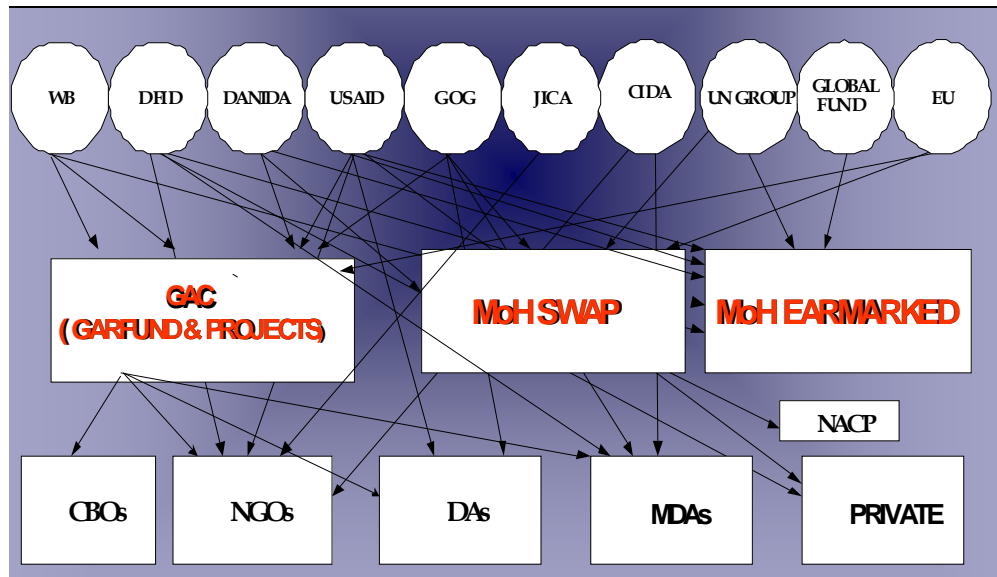 WB
DFID
DANIDA
USAID
GOG
JICA
CIDA
UN GROUP
GLOBAL
FUND
EU
GAC
( GARFUND & PROJECTS)
MoH SWAP
MoH EARMARKED
NACP
CBOs
NGOs
DAs
MDAs
PRIVATE